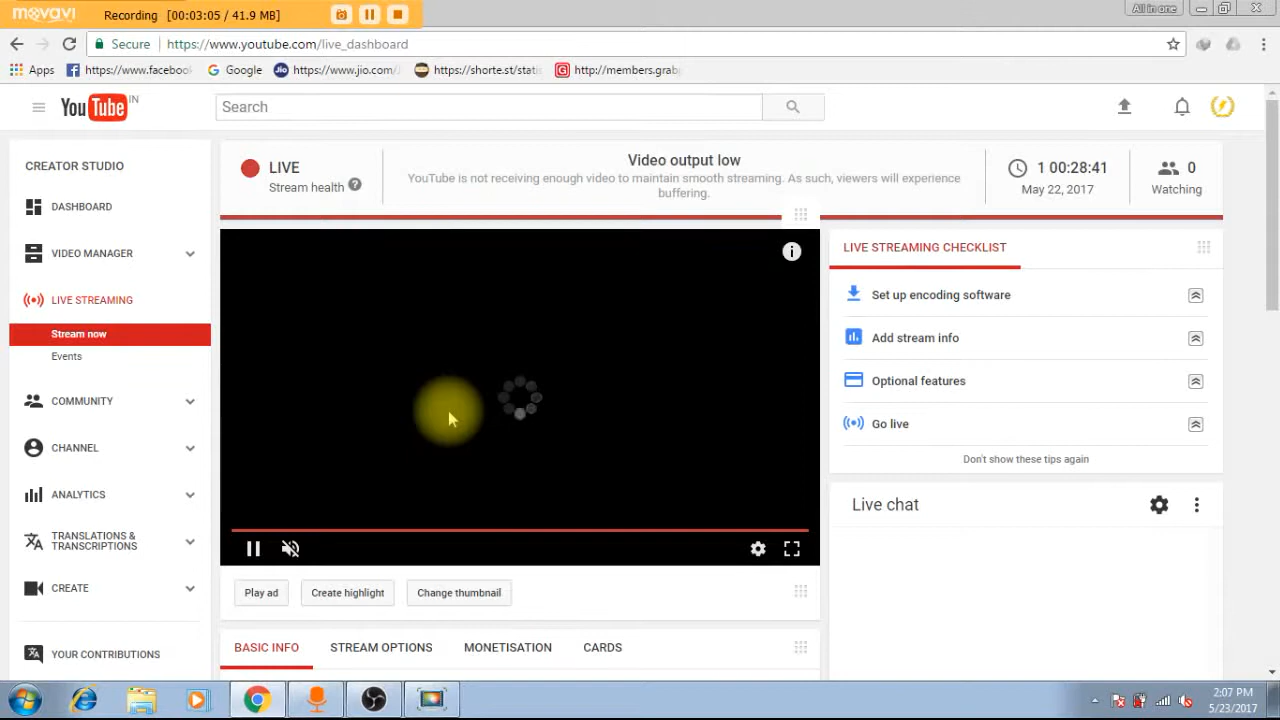 movavi Recording [00:03:05 / 41.9 MB] All in one
Secure https://www.youtube.com/live_dashboard
Apps https://www.facebook Google https://www.jio.com/ https://shorte.st/stati http://members.grab
YouTube IN Search
CREATOR STUDIO
DASHBOARD
VIDEO MANAGER
LIVE STREAMING
Stream now
Events
COMMUNITY
CHANNEL
ANALYTICS
TRANSLATIONS &
TRANSCRIPTIONS
CREATE
YOUR CONTRIBUTIONS
LIVE
Stream health ?
Video output low
YouTube is not receiving enough video to maintain smooth streaming. As such, viewers will experience
buffering.
1 00:28:41
May 22, 2017
0
Watching
i
Play ad Create highlight Change thumbnail
BASIC INFO STREAM OPTIONS MONETISATION CARDS
LIVE STREAMING CHECKLIST
Set up encoding software
Add stream info
Optional features
Go live
Don't show these tips again
Live chat
2:07 PM
5/23/2017